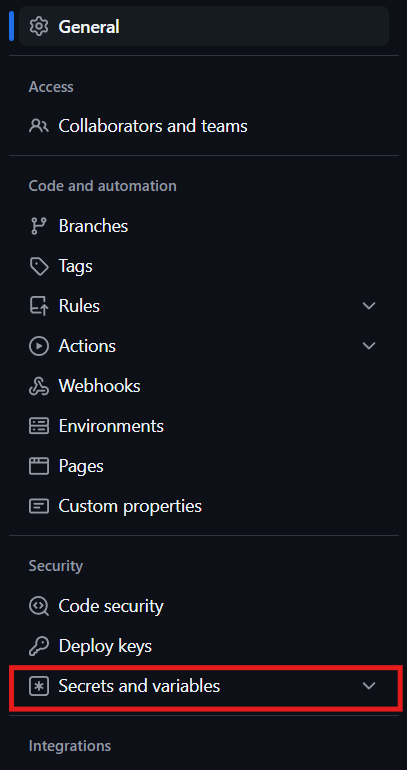 General
Access
Collaborators and teams
Code and automation
Branches
Tags
Rules
Actions
Webhooks
Environments
Pages
Custom properties
Security
Code security
Deploy keys
Secrets and variables
Integrations